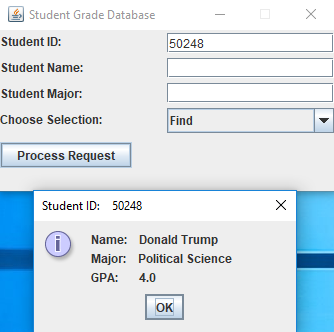 Student Grade Database
Student ID: 50248
Student Name:
Student Major:
Choose Selection: Find
Process Request
Student ID: 50248
Name: Donald Trump
Major: Political Science
GPA: 4.0
OK